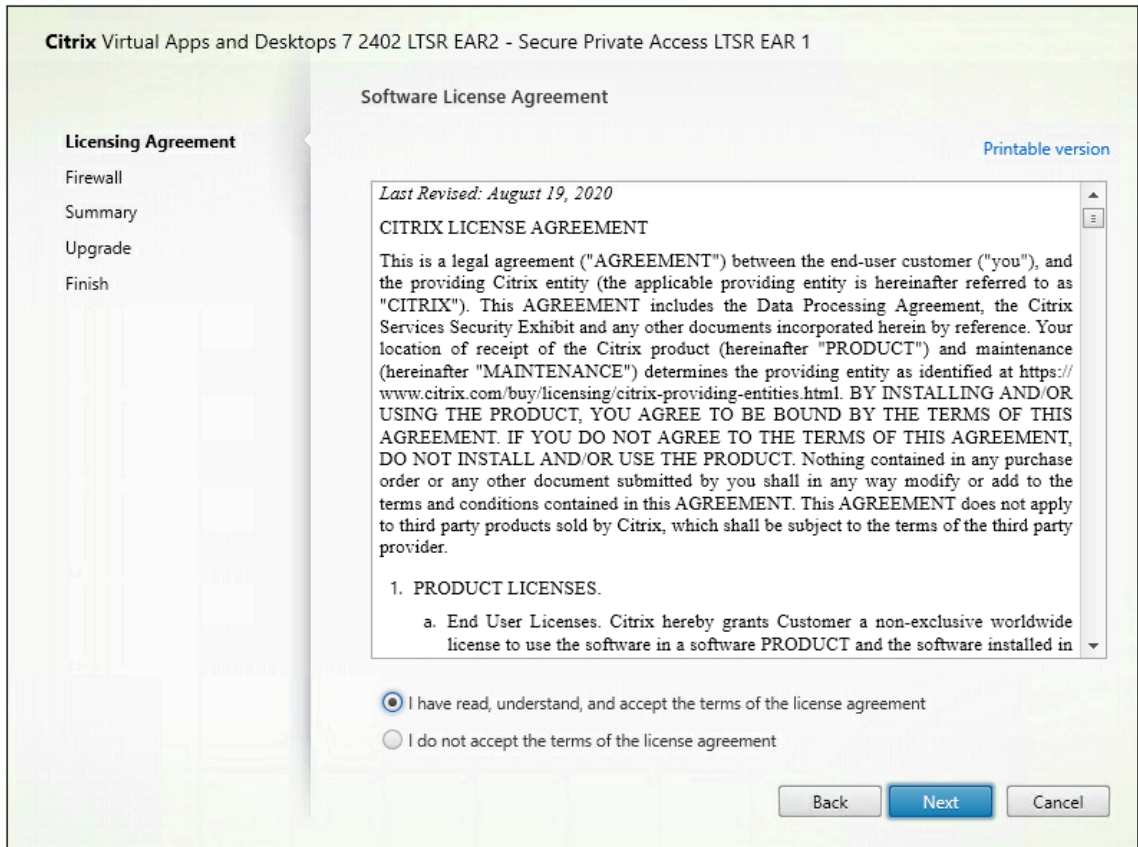 Citrix Virtual Apps and Desktops 7 2402 LTSR EAR2 - Secure Private Access LTSR EAR 1
Software License Agreement
Licensing Agreement
Firewall
Summary
Upgrade
Finish
Printable version
Last Revised: August 19, 2020
CITRIX LICENSE AGREEMENT
This is a legal agreement ("AGREEMENT") between the end-user customer ("you"), and
the providing Citrix entity (the applicable providing entity is hereinafter referred to as
"CITRIX"). This AGREEMENT includes the Data Processing Agreement, the Citrix
Services Security Exhibit and any other documents incorporated herein by reference. Your
location of receipt of the Citrix product (hereinafter "PRODUCT") and maintenance
(hereinafter "MAINTENANCE") determines the providing entity as identified at https://
www.citrix.com/buy/licensing/citrix-providing-entities.html. BY INSTALLING AND/OR
USING THE PRODUCT, YOU AGREE TO BE BOUND BY THE TERMS OF THIS
AGREEMENT. IF YOU DO NOT AGREE TO THE TERMS OF THIS AGREEMENT,
DO NOT INSTALL AND/OR USE THE PRODUCT. Nothing contained in any purchase
order or any other document submitted by you shall in any way modify or add to the
terms and conditions contained in this AGREEMENT. This AGREEMENT does not apply
to third party products sold by Citrix, which shall be subject to the terms of the third party
provider.
1. PRODUCT LICENSES.
a. End User Licenses. Citrix hereby grants Customer a non-exclusive worldwide
license to use the software in a software PRODUCT and the software installed in
I have read, understand, and accept the terms of the license agreement
I do not accept the terms of the license agreement
Back
Next
Cancel